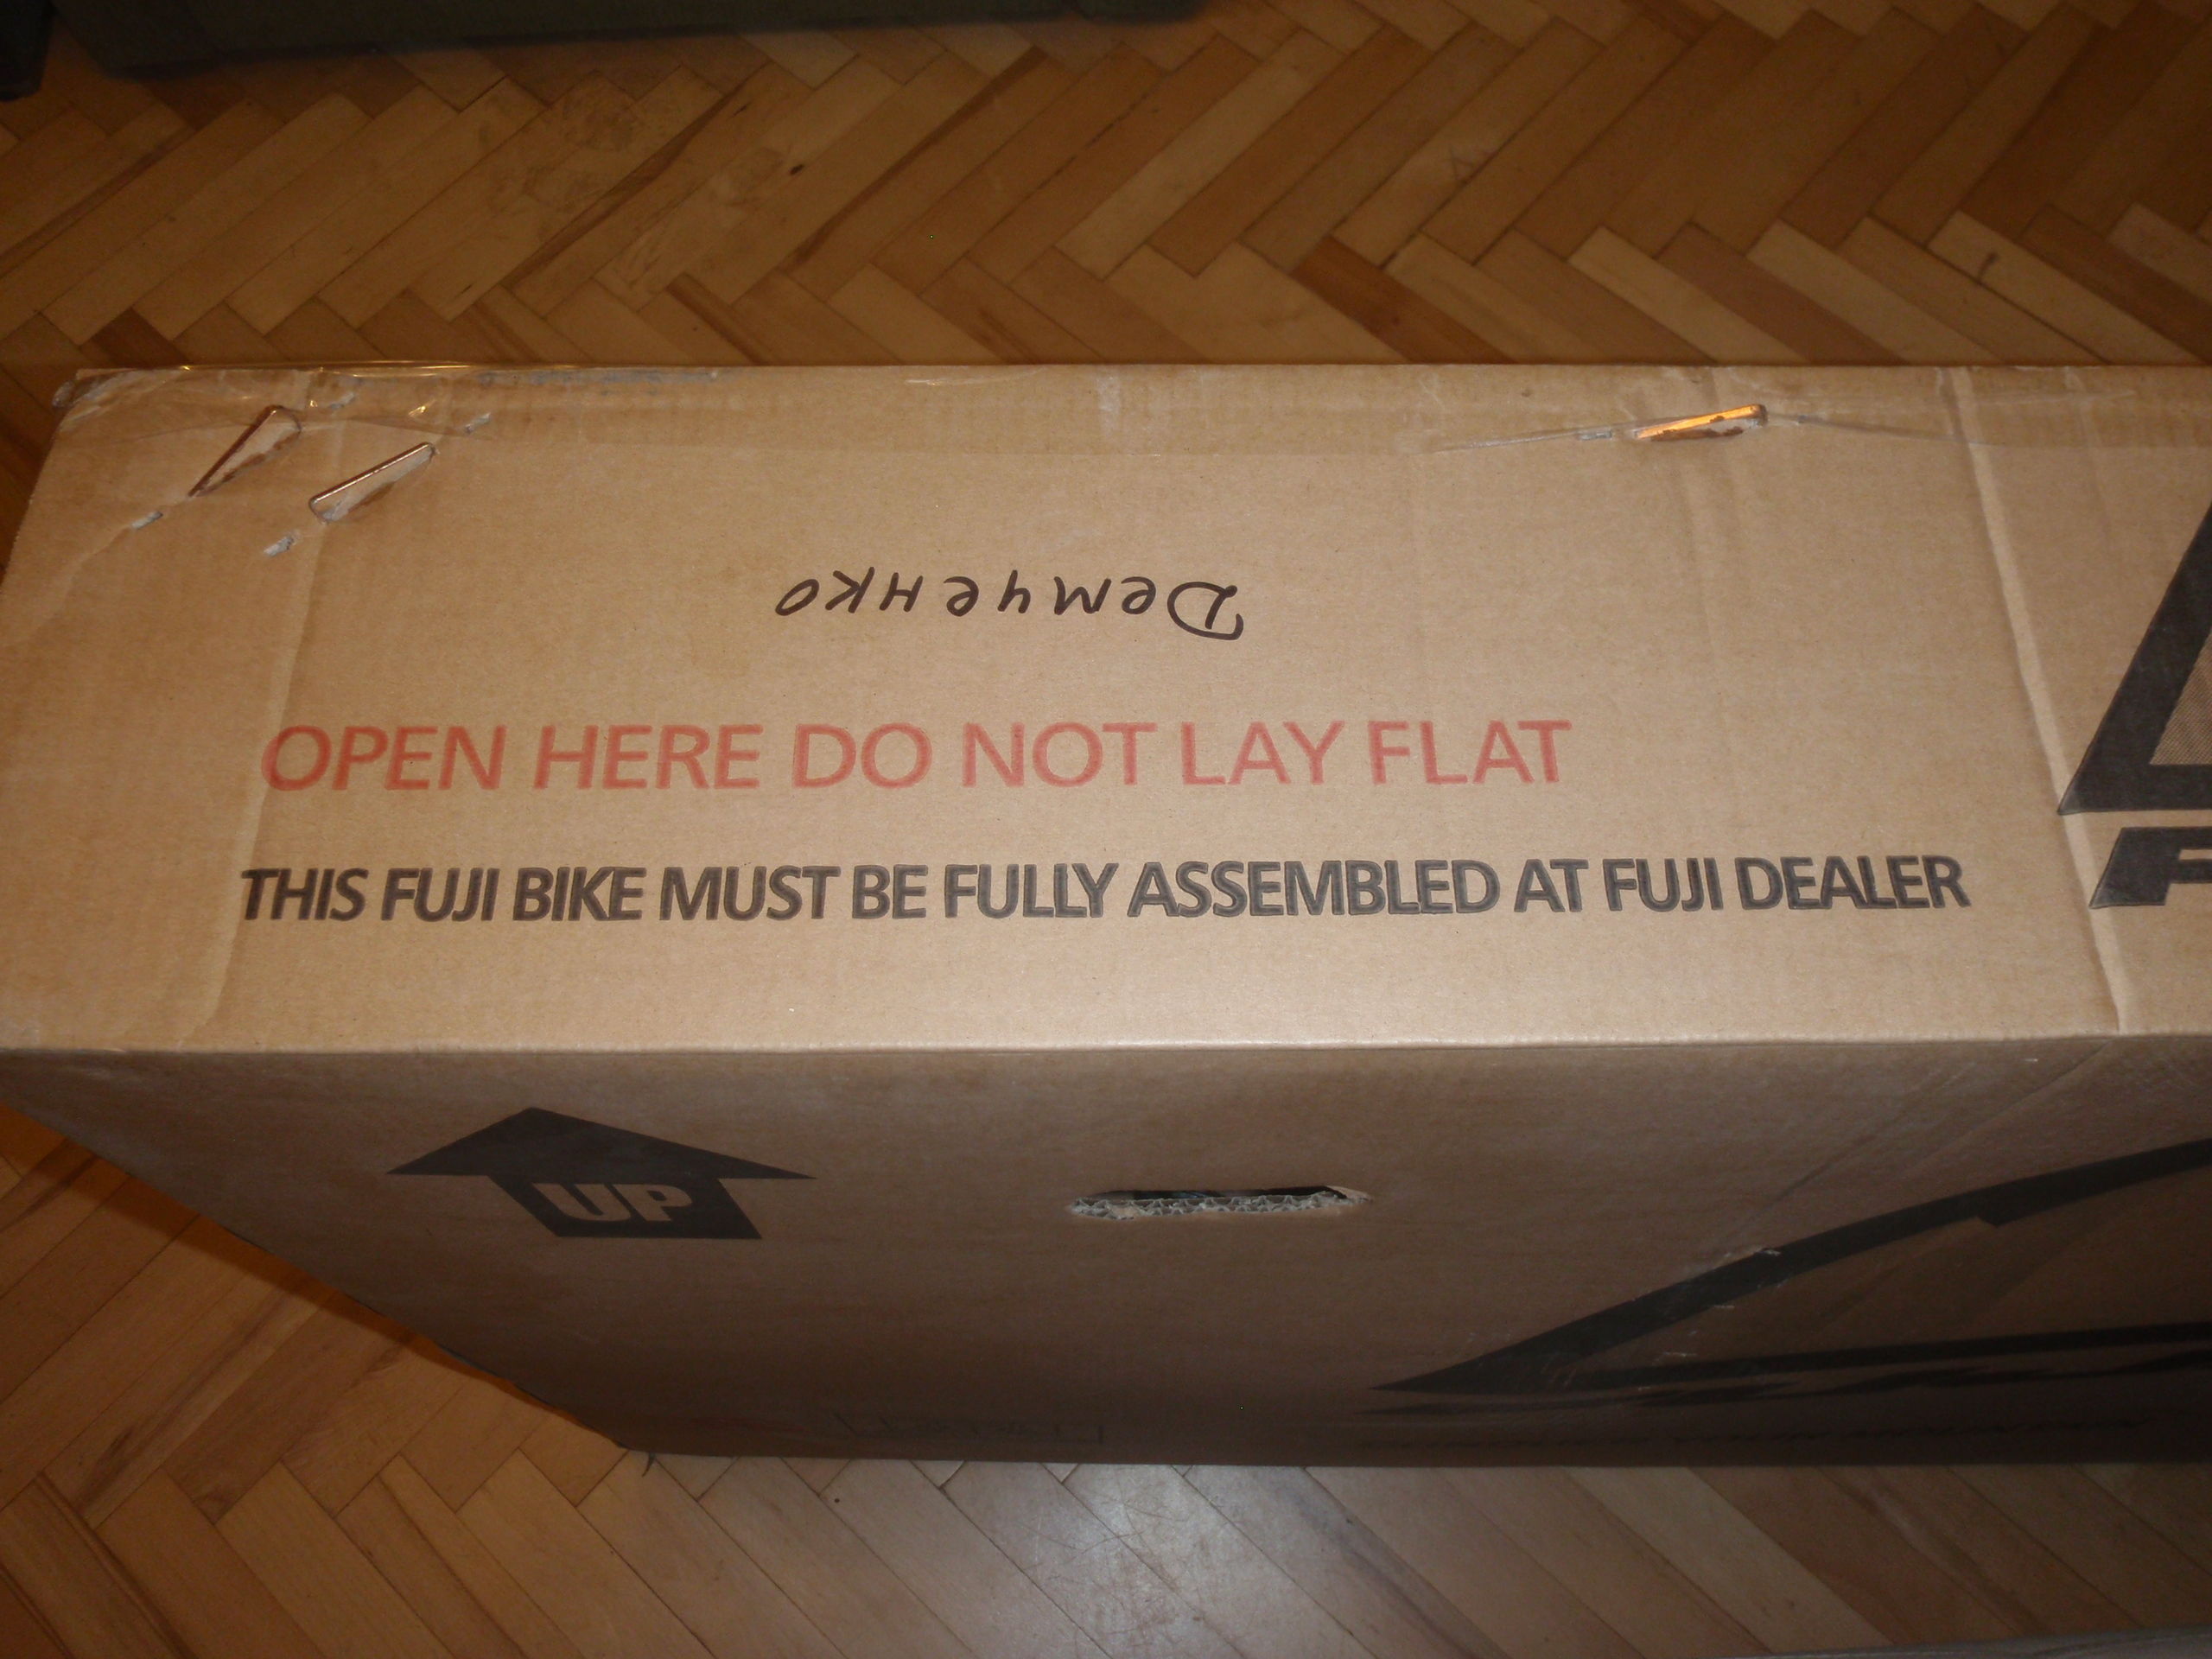 Демченко
OPEN HERE DO NOT LAY FLAT
THIS FUJI BIKE MUST BE FULLY ASSEMBLED AT FUJI DEALER
UP